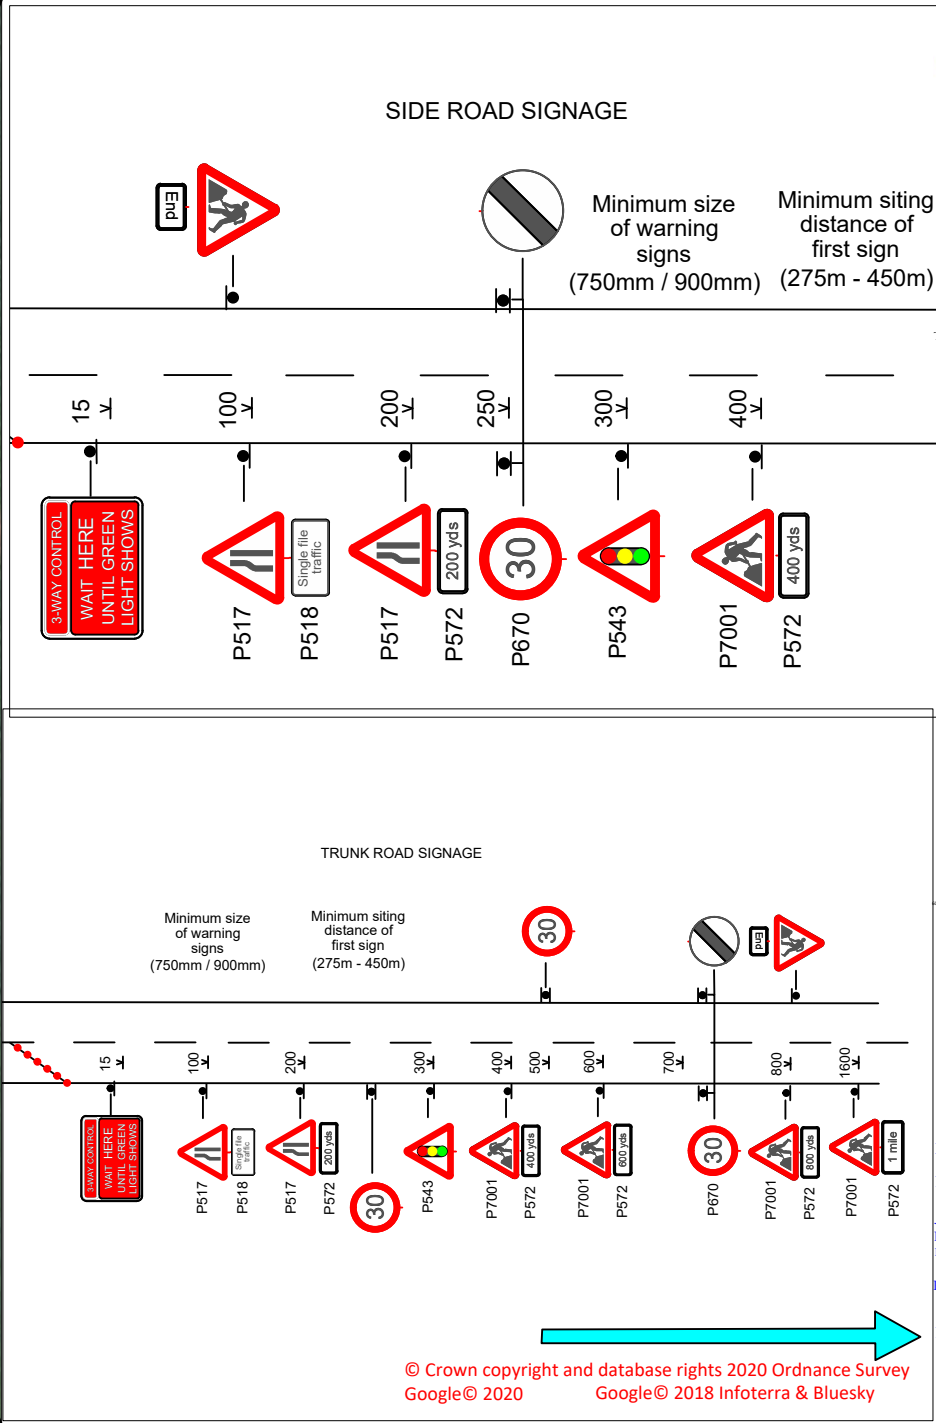 SIDE ROAD SIGNAGE
End
Minimum size
of warning
signs
(750mm / 900mm)
Minimum siting
distance of
first sign
(275m - 450m)
15
100
200
250
300
400
3-WAY CONTROL
WAIT HERE
UNTIL GREEN
LIGHT SHOWS
Single file
traffic
200 yds
30
400 yds
P517
P518
P517
P572
P670
P543
P7001
P572
TRUNK ROAD SIGNAGE
Minimum size
of warning
signs
(750mm / 900mm)
Minimum siting
distance of
first sign
(275m - 450m)
30
End
15
100
200
300
400
500
600
700
800
1600
3-WAY CONTROL
WAIT HERE
UNTIL GREEN
LIGHT SHOWS
Single file
traffic
200 yds
30
400 yds
600 yds
30
800 yds
1 mile
P517
P518
P517
P572
P543
P7001
P572
P7001
P572
P670
P7001
P572
P7001
P572
© Crown copyright and database rights 2020 Ordnance Survey
Google© 2020 Google© 2018 Infoterra & Bluesky